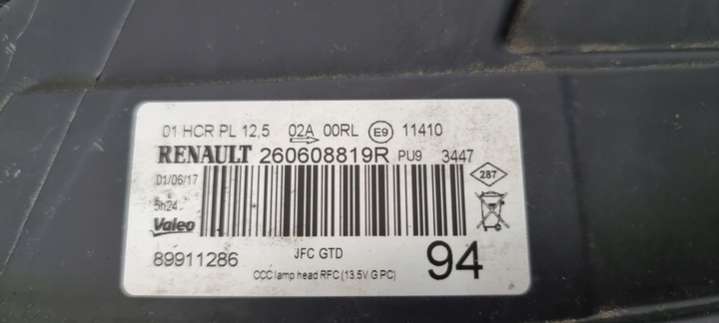 01 HCR PL 12,5 02A 00RL E9 11410
RENAULT 260608819R PU9 3447
01/06/17
287
5h24
Valeo
89911286 JFC GTD 94
CCC lamp head RFC (13.5V G PC)